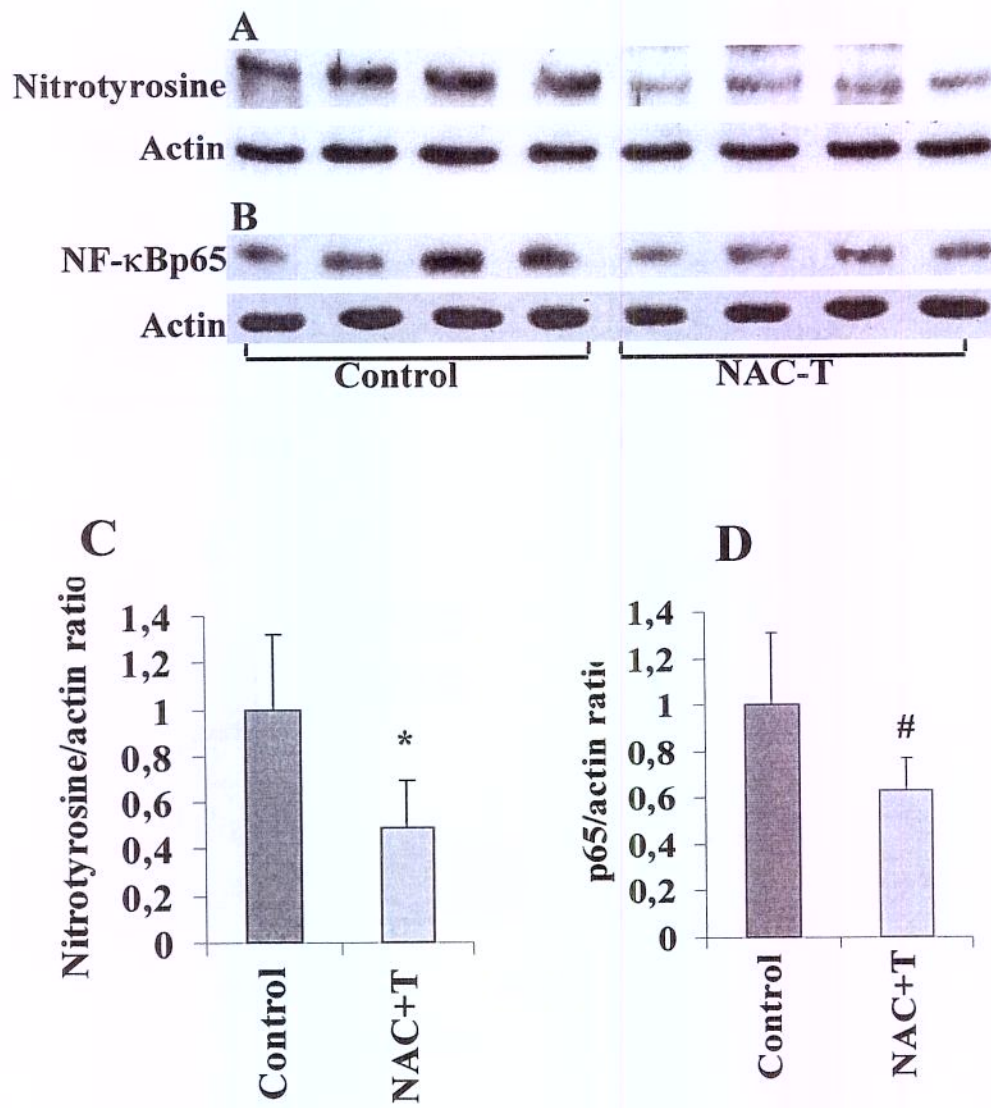 A
Nitrotyrosine
Actin
B
NF-κBp65
Actin
Control NAC-T
C
Nitrotyrosine/actin ratio
1,4
1,2
1
0,8
0,6
0,4
0,2
0
*
Control
NAC+T
D
p65/actin ratio
1,4
1,2
1
0,8
0,6
0,4
0,2
0
#
Control
NAC+T